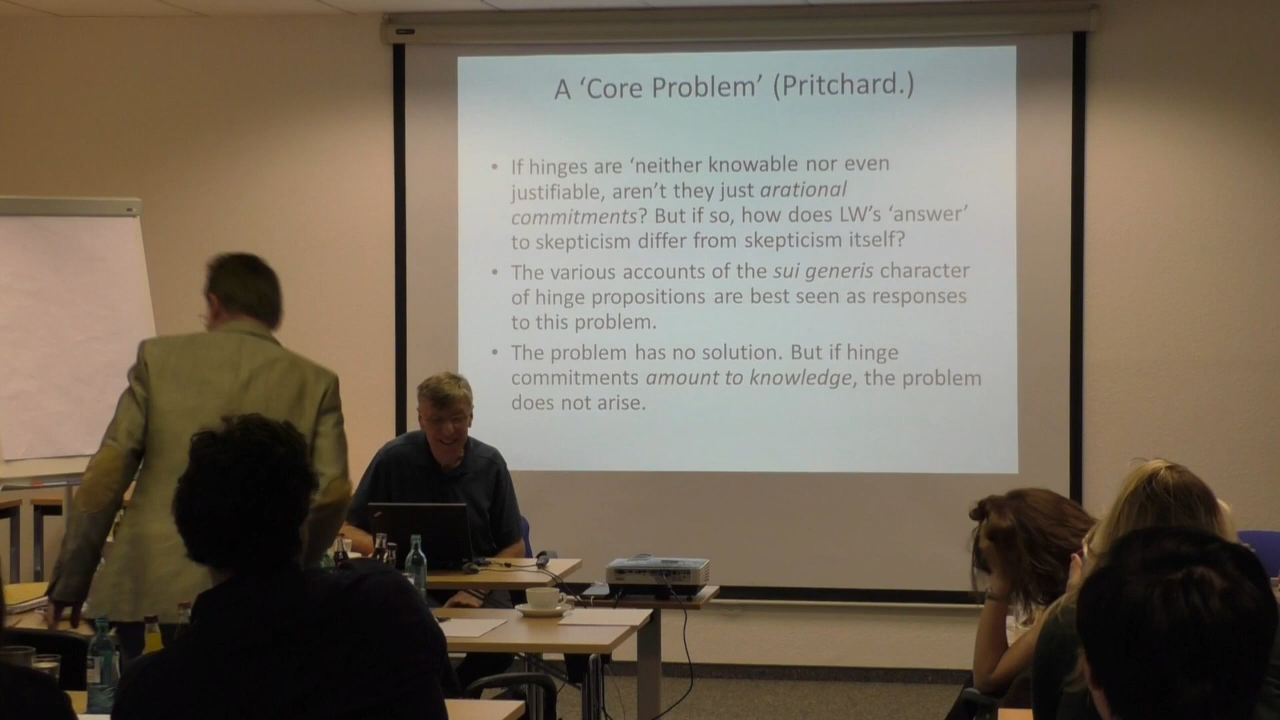 A ‘Core Problem’ (Pritchard.)
• If hinges are ‘neither knowable nor even
justifiable, aren’t they just arational
commitments? But if so, how does LW’s ‘answer’
to skepticism differ from skepticism itself?
• The various accounts of the sui generis character
of hinge propositions are best seen as responses
to this problem.
• The problem has no solution. But if hinge
commitments amount to knowledge, the problem
does not arise.